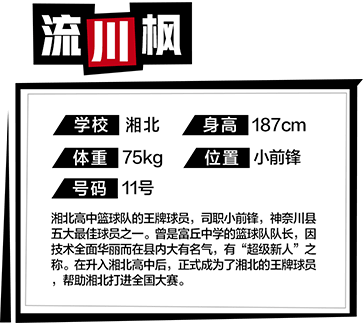 流川枫
学校 湘北 身高 187cm
体重 75kg 位置 小前锋
号码 11号
湘北高中篮球队的王牌球员，司职小前锋，神奈川县
五大最佳球员之一。曾是富丘中学的篮球队队长，因
技术全面华丽而在县内大有名气，有“超级新人”之
称。在升入湘北高中后，正式成为了湘北的王牌球员
，帮助湘北打进全国大赛。